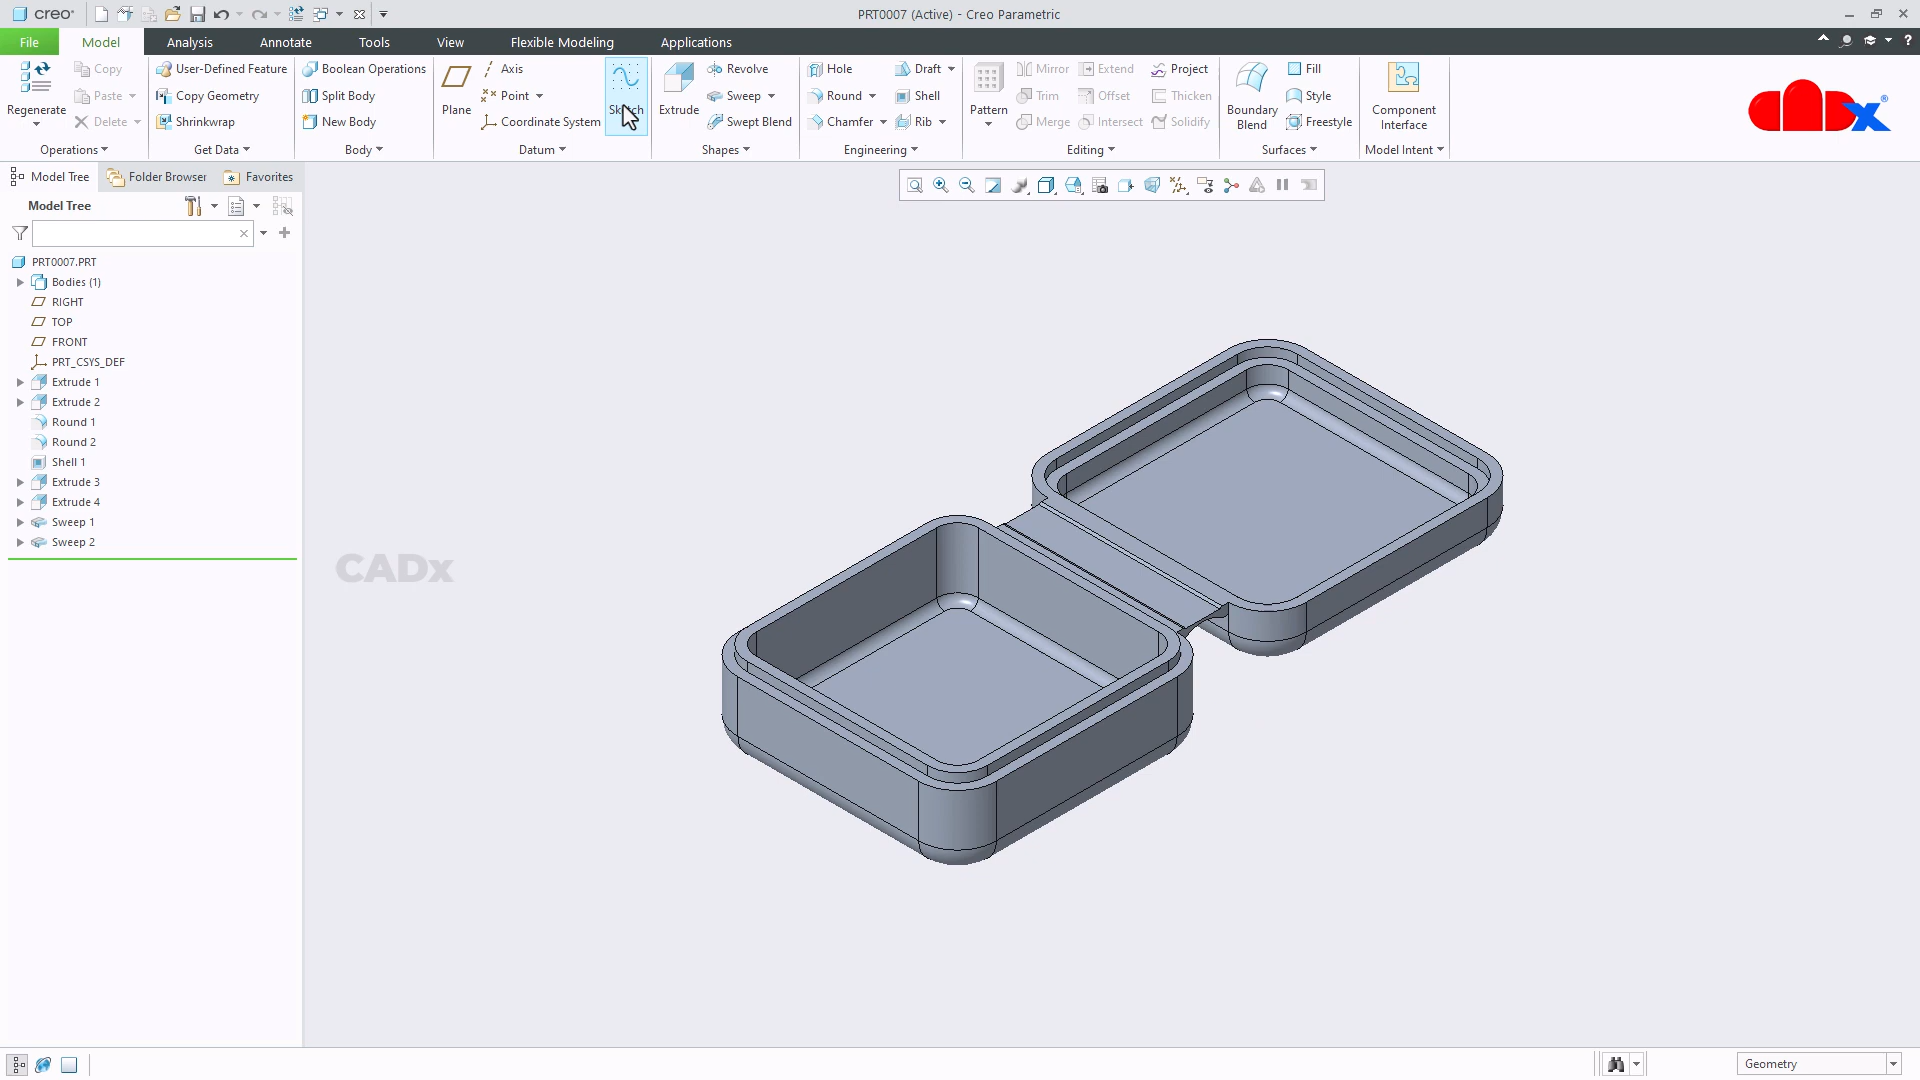 creo
PRT0007 (Active) - Creo Parametric
File Model Analysis Annotate Tools View Flexible Modeling Applications
Regenerate
Copy
Paste
Delete
Operations
User-Defined Feature
Copy Geometry
Shrinkwrap
Get Data
Boolean Operations
Split Body
New Body
Body
Plane
Axis
Point
Coordinate System
Sketch
Datum
Extrude
Revolve
Sweep
Swept Blend
Shapes
Hole
Round
Chamfer
Draft
Shell
Rib
Engineering
Pattern
Mirror
Trim
Merge
Extend
Offset
Intersect
Project
Thicken
Solidify
Editing
Boundary
Blend
Fill
Style
Freestyle
Surfaces
Component
Interface
Model Intent
CADx®
Model Tree
Folder Browser
Favorites
Model Tree
PRT0007.PRT
Bodies (1)
RIGHT
TOP
FRONT
PRT_CSYS_DEF
Extrude 1
Extrude 2
Round 1
Round 2
Shell 1
Extrude 3
Extrude 4
Sweep 1
Sweep 2
CADx
Geometry